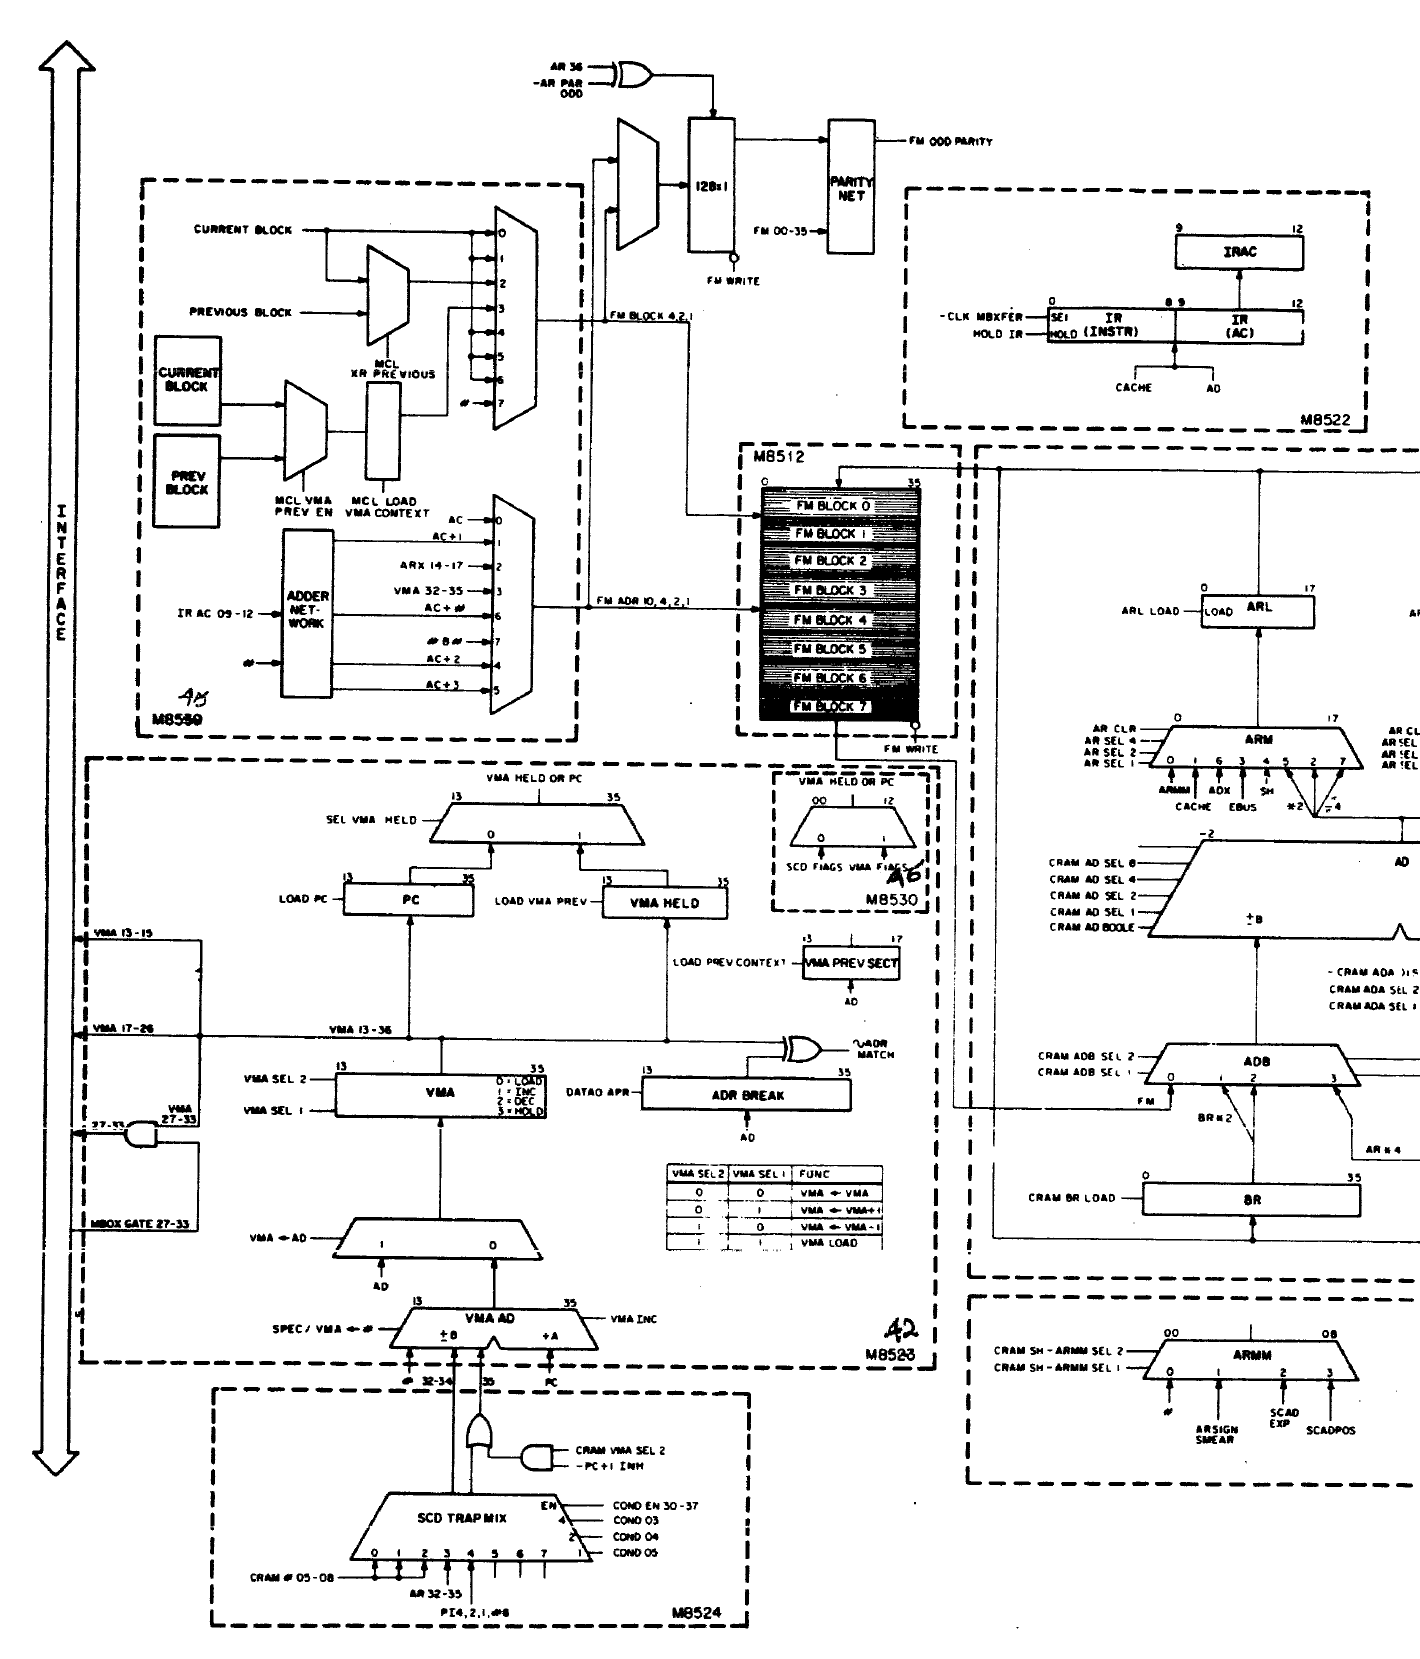 INTERFACE
AR 36
-AR PAR
ODD
128x1
PARITY
NET
FM ODD PARITY
FM 00-35
FM WRITE
CURRENT BLOCK
PREVIOUS BLOCK
0
1
2
3
4
5
6
# 7
MCL
XR PREVIOUS
CURRENT
BLOCK
PREV
BLOCK
MCL VMA
PREV EN
MCL LOAD
VMA CONTEXT
FM BLOCK 4,2,1
AC 0
AC+1 1
ARX 14-17 2
VMA 32-35 3
AC+# 6
#B# 7
AC+2 4
AC+3 5
ADDER
NET-
WORK
IR AC 09-12
#
FM ADR 10,4,2,1
45
9 12
IRAC
0 8 9 12
-CLK MBXFER
HOLD IR
SEL
HOLD
IR
(INSTR)
IR
(AC)
CACHE AD
M8522
M8512
0 35
FM BLOCK 0
FM BLOCK 1
FM BLOCK 2
FM BLOCK 3
FM BLOCK 4
FM BLOCK 5
FM BLOCK 6
FM BLOCK 7
FM WRITE
0 17
ARL LOAD LOAD ARL
0 17
ARM
AR CLR
AR SEL 4
AR SEL 2
AR SEL 1
0 1 6 3 4 5 2 7
ARMM ADX SH
CACHE EBUS
AR SEL
AR SEL
AR SEL
-2
AD
CRAM AD SEL 8
CRAM AD SEL 4
CRAM AD SEL 2
CRAM AD SEL 1
CRAM AD BOOLE
±B
CRAM ADA SEL 2
CRAM ADA SEL 1
CRAM ADB SEL 2
CRAM ADB SEL 1
ADB
0 1 2 3
FM
BR*2
AR*4
0 35
CRAM BR LOAD BR
VMA HELD OR PC
13 35
SEL VMA HELD
0 1
13 35
LOAD PC PC
13 35
LOAD VMA PREV VMA HELD
VMA HELD OR PC
00 12
0 1
SCD FlAGS VMA FlAGS
M8530
13 17
LOAD PREV CONTEXT VMA PREV SECT
AD
VMA 13-15
VMA 17-26
VMA 13-36
VMA
27-33
27-33
MBOX GATE 27-33
13 35
VMA SEL 2
VMA SEL 1
VMA
0=LOAD
1=INC
2=DEC
3=HOLD
ADR
MATCH
13 35
DATAO APR ADR BREAK
AD
VMA SEL 2 VMA SEL 1 FUNC
0 0 VMA ← VMA
0 1 VMA ← VMA+1
1 0 VMA ← VMA-1
1 1 VMA LOAD
VMA←AD
1 0
AD
13 35
VMA AD
SPEC/ VMA ← #
VMA INC
±B +A
# 32-34 35 PC
42
CRAM VMA SEL 2
-PC+1 INH
SCD TRAP MIX
EN COND EN 30-37
4 COND 03
2 COND 04
1 COND 05
0 1 2 3 4 5 6 7
CRAM # 05-08
AR 32-35
M8524
00 08
ARMM
CRAM SH-ARMM SEL 2
CRAM SH-ARMM SEL 1
0 1 2 3
#
ARSIGN
SMEAR
SCAD
EXP
SCADPOS